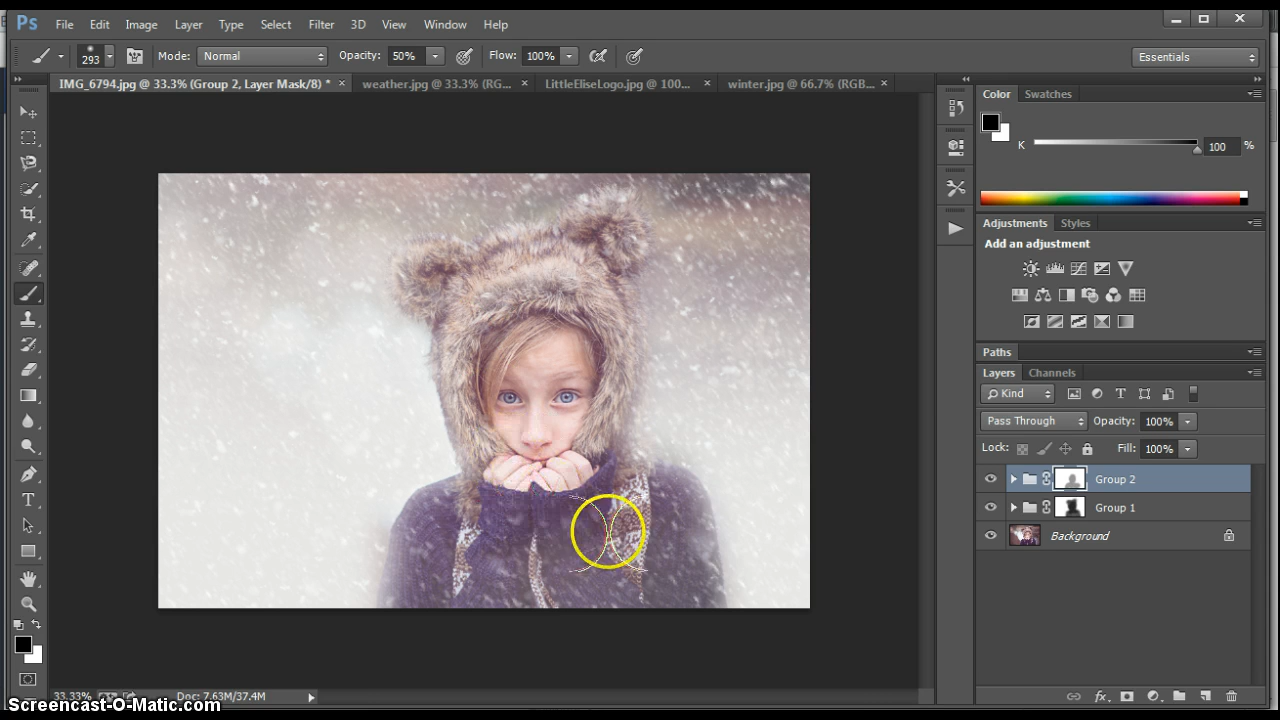 Ps File Edit Image Layer Type Select Filter 3D View Window Help
293 Mode: Normal Opacity: 50% Flow: 100% Essentials
IMG_6794.jpg @ 33.3% (Group 2, Layer Mask/8) * × weather.jpg @ 33.3% (RG... × LittleEliseLogo.jpg @ 100... × winter.jpg @ 66.7% (RGB... ×
Color Swatches
K 100 %
Adjustments Styles
Add an adjustment
Paths
Layers Channels
Kind
Pass Through Opacity: 100%
Lock: Fill: 100%
Group 2
Group 1
Background
33.33% Doc: 7.63M/37.4M
Screencast-O-Matic.com